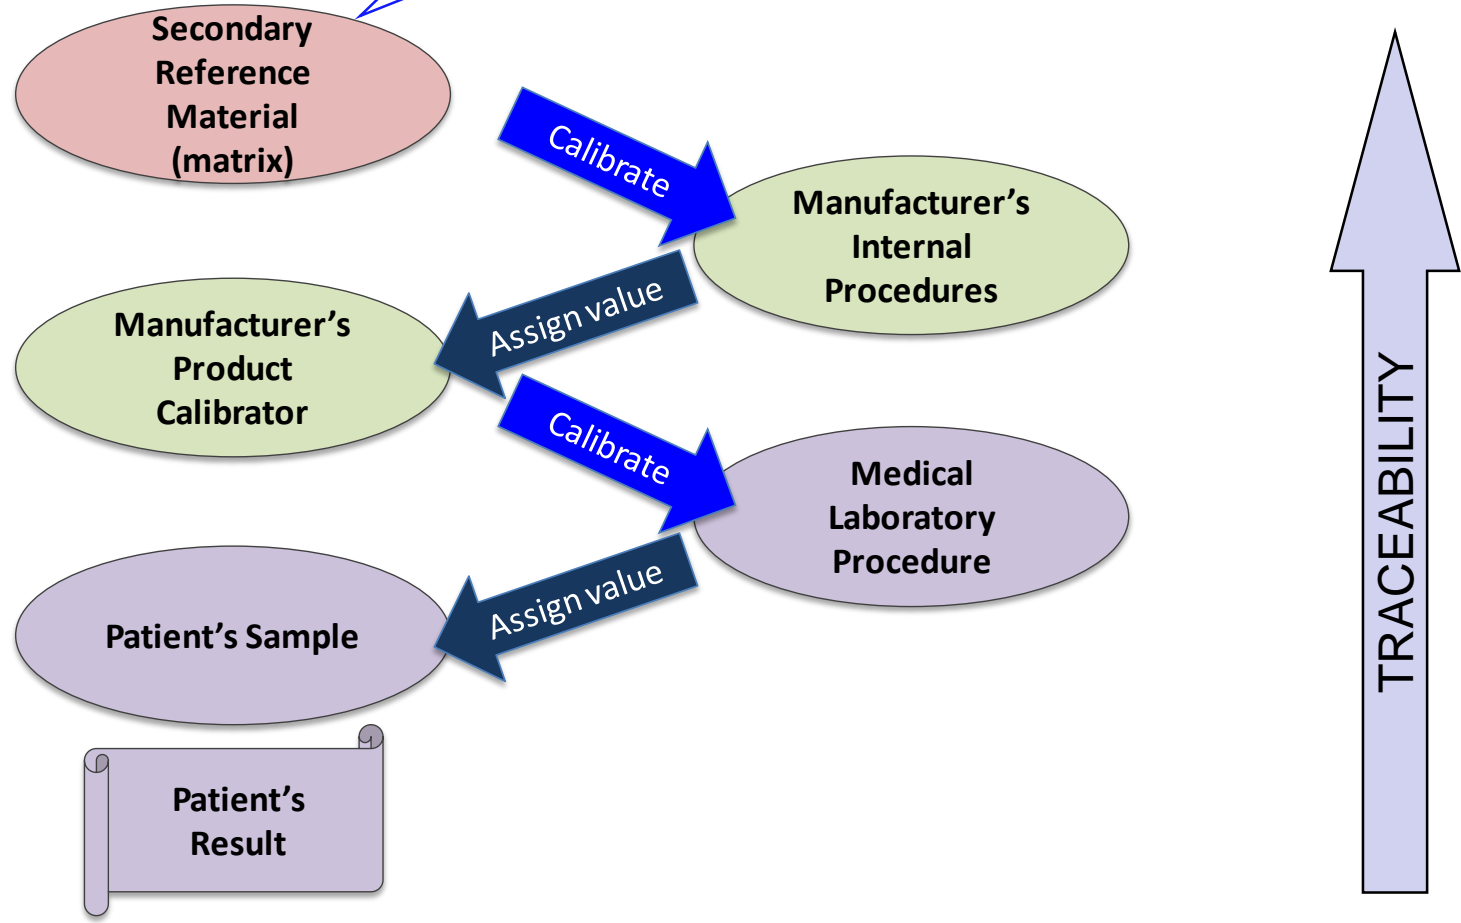 Secondary
Reference
Material
(matrix)
Calibrate
Manufacturer’s
Internal
Procedures
Assign value
Manufacturer’s
Product
Calibrator
Calibrate
Medical
Laboratory
Procedure
Assign value
Patient’s Sample
Patient’s
Result
TRACEABILITY